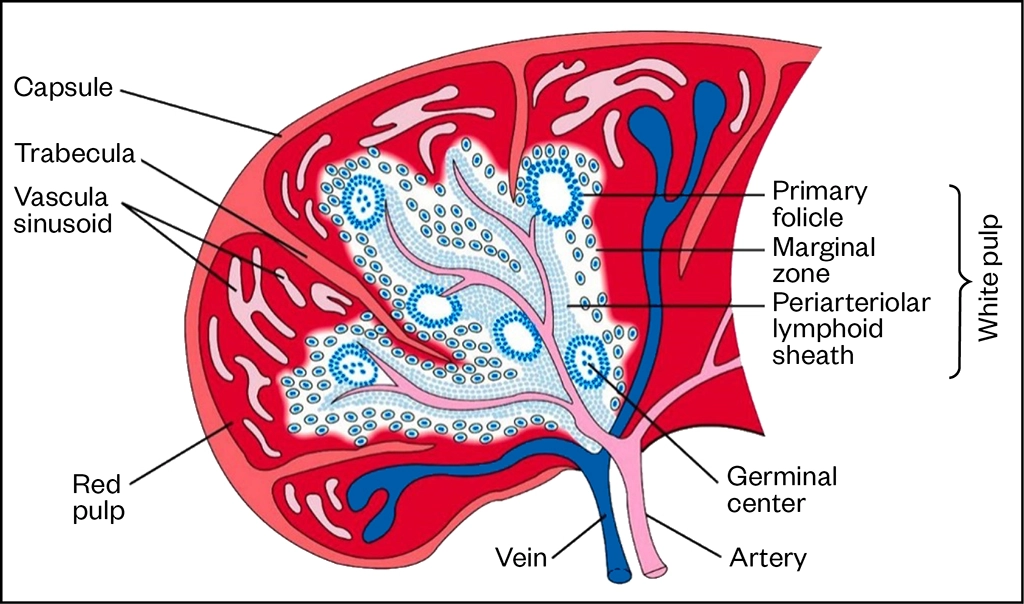 Capsule
Trabecula
Vascula
sinusoid
Red
pulp
Vein
Artery
Germinal
center
Primary
folicle
Marginal
zone
Periarteriolar
lymphoid
sheath
White pulp